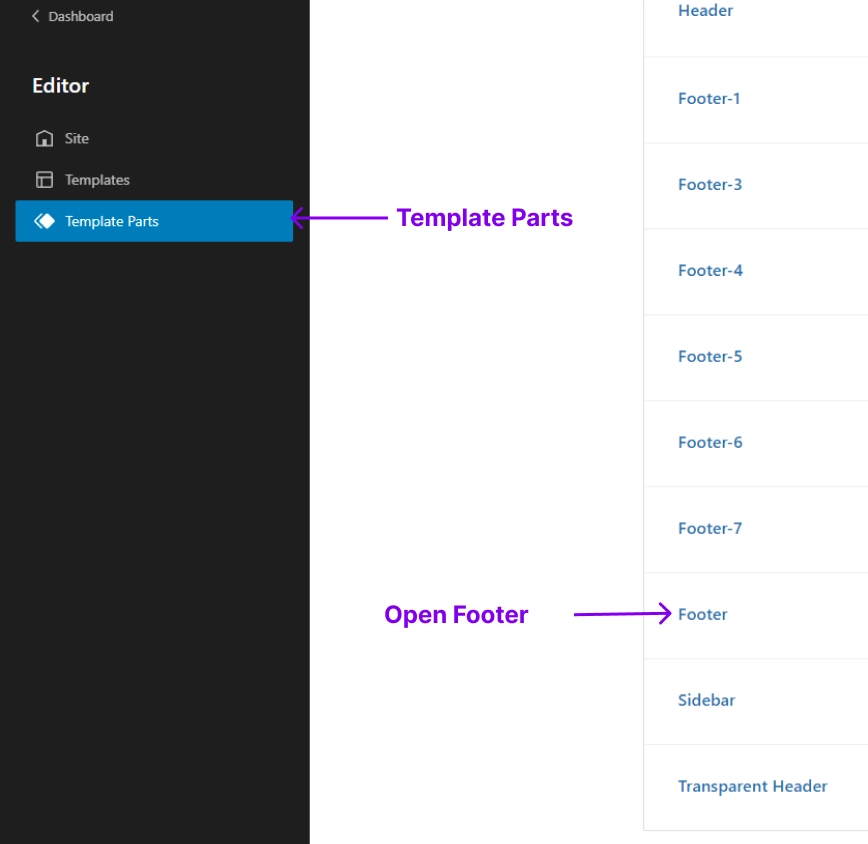 Dashboard
Editor
Site
Templates
Template Parts
Template Parts
Header
Footer-1
Footer-3
Footer-4
Footer-5
Footer-6
Footer-7
Open Footer
Footer
Sidebar
Transparent Header